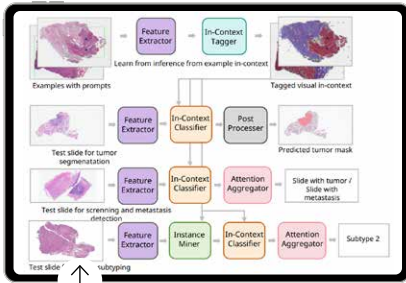 Feature
Extractor
In-Context
Tagger
Learn from inference from example in-context
Examples with prompts
Tagged visual in-context
Feature
Extractor
In-Context
Classifier
Post
Processer
Test slide for tumor
segmenatation
Predicted tumor mask
Feature
Extractor
In-Context
Classifier
Attention
Aggregator
Slide with tumor /
Slide with
metastasis
Test slide for screnning and metastasis
detection
Feature
Extractor
Instance
Miner
In-Context
Classifier
Attention
Aggregator
Subtype 2
Test slide subtyping